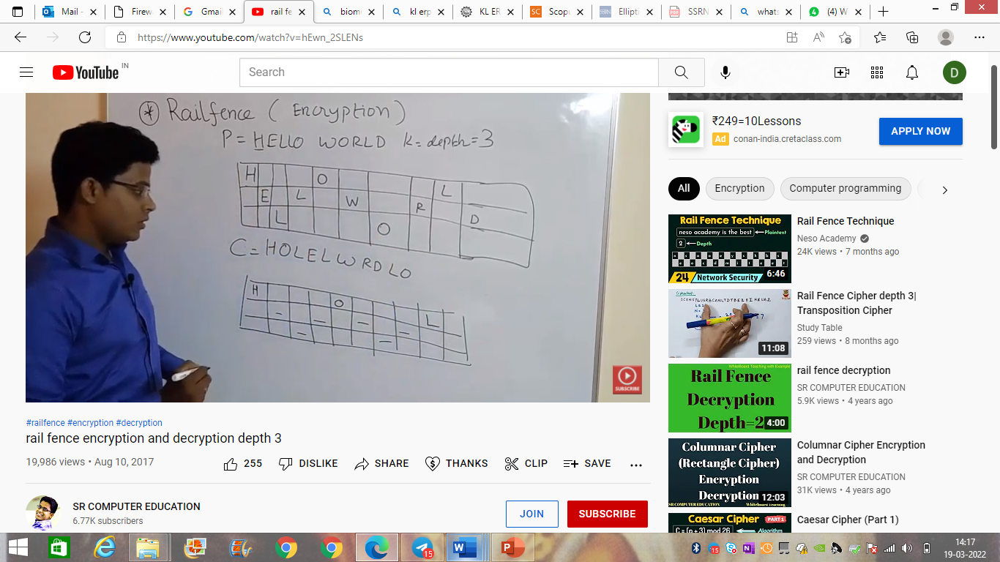 Mail -
Firew
Gmai
rail fe
biom
kl erp
KL ER
Scop
Ellipti
SSRN
what
(4) W
https://www.youtube.com/watch?v=hEwn_2SLENs
YouTube IN
Search
D
* Railfence ( Encryption )
P = HELLO WORLD K = depth = 3
H O L
E L W R D
L O
C = HOLELWRDLO
H O L
SUBSCRIBE
#railfence #encryption #decryption
rail fence encryption and decryption depth 3
19,986 views • Aug 10, 2017
255 DISLIKE SHARE THANKS CLIP SAVE ...
SR COMPUTER EDUCATION
6.77K subscribers
JOIN SUBSCRIBE
₹249=10Lessons
Ad conan-india.cretaclass.com
APPLY NOW
All Encryption Computer programming
Rail Fence Technique
neso academy is the best Plaintext
2 Depth
24 Network Security
6:46
Rail Fence Technique
Neso Academy
24K views • 7 months ago
11:08
Rail Fence Cipher depth 3|
Transposition Cipher
Study Table
259 views • 8 months ago
WhiteBoard Teaching with Example
Rail Fence
Decryption
Depth=2
4:00
rail fence decryption
SR COMPUTER EDUCATION
5.9K views • 4 years ago
Columnar Cipher
(Rectangle Cipher)
Encryption
Decryption
SR COMPUTER EDUCATION
12:03
Columnar Cipher Encryption
and Decryption
SR COMPUTER EDUCATION
31K views • 4 years ago
Caesar Cipher PART 1
C = (p + 3) mod 26 Algorithm
Caesar Cipher (Part 1)
14:17
19-03-2022